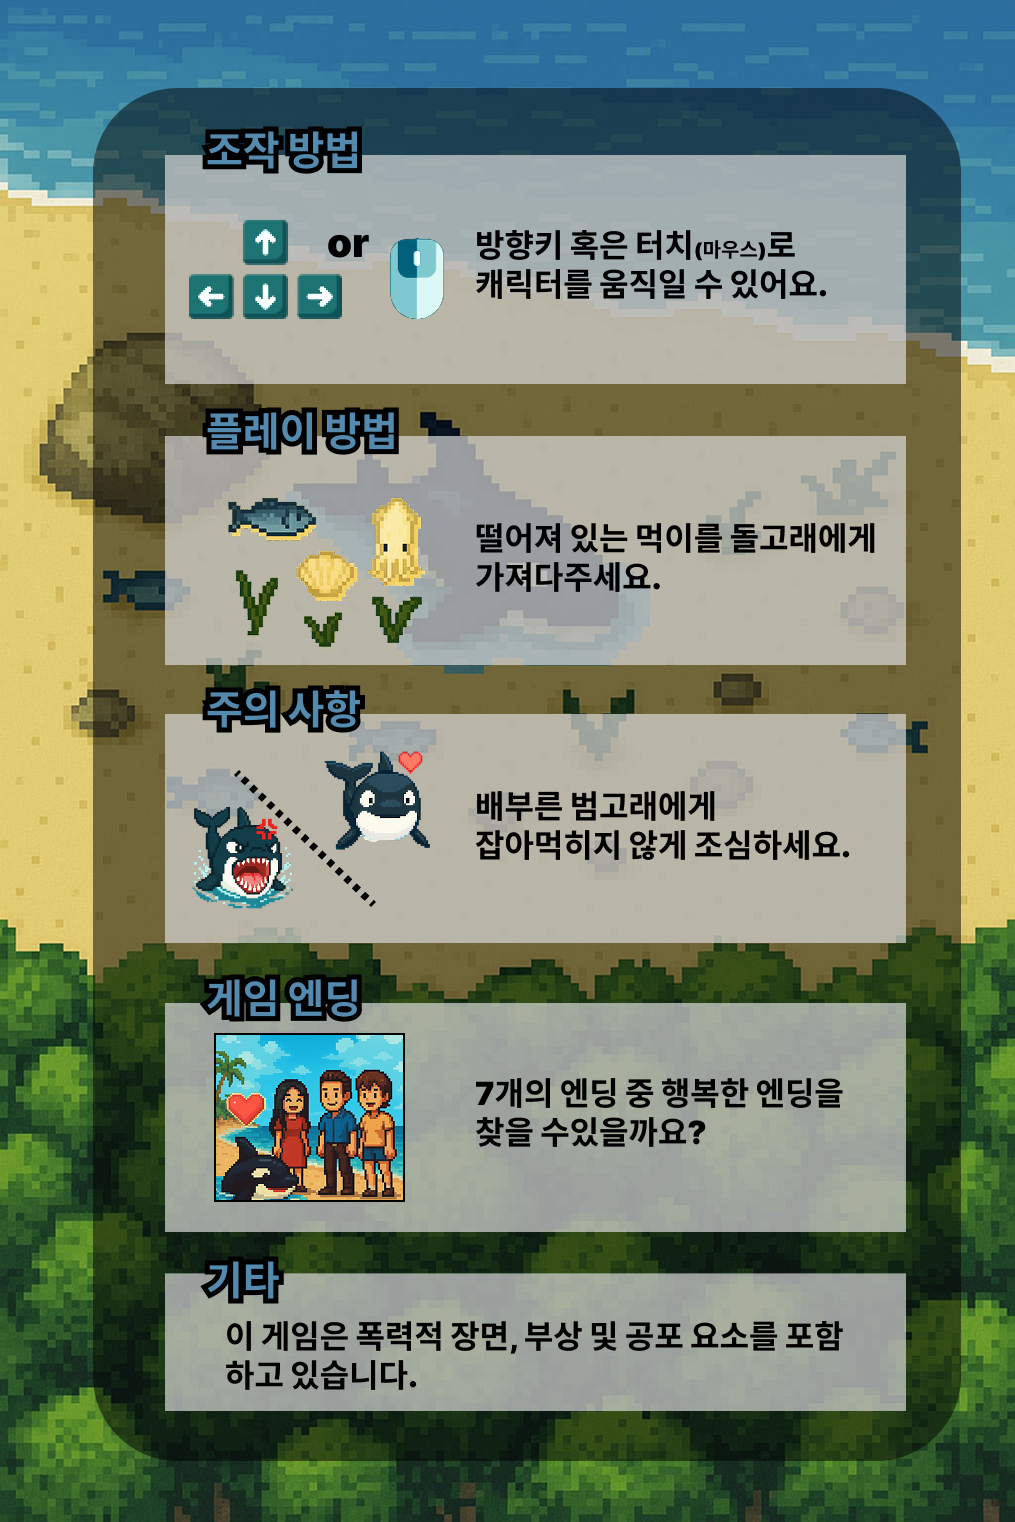 조작 방법
or
방향키 혹은 터치(마우스)로
캐릭터를 움직일 수 있어요.
플레이 방법
떨어져 있는 먹이를 돌고래에게
가져다주세요.
주의 사항
배부른 범고래에게
잡아먹히지 않게 조심하세요.
게임 엔딩
7개의 엔딩 중 행복한 엔딩을
찾을 수있을까요?
기타
이 게임은 폭력적 장면, 부상 및 공포 요소를 포함
하고 있습니다.